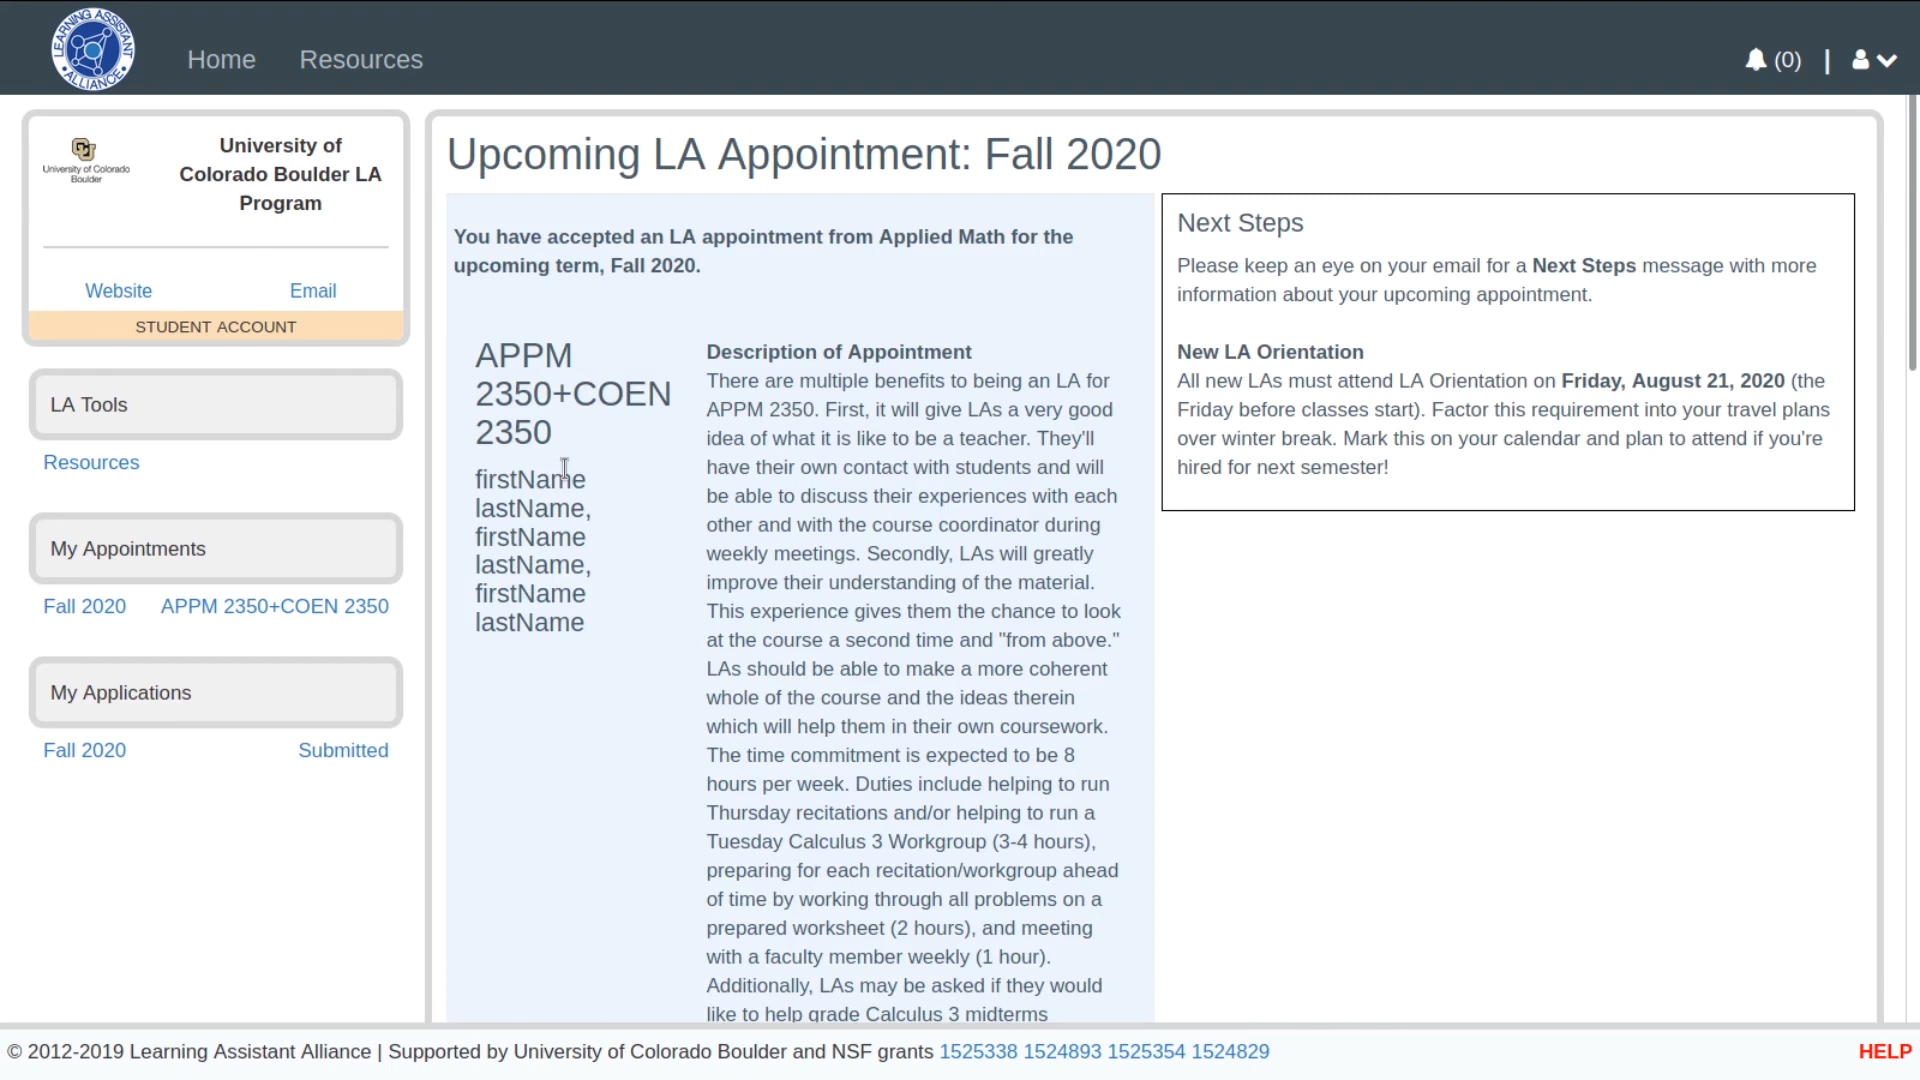 LEARNING ASSISTANT
ALLIANCE
Home
Resources
(0)
|
University of Colorado
Boulder
University of
Colorado Boulder LA
Program
Website
Email
STUDENT ACCOUNT
LA Tools
Resources
My Appointments
Fall 2020
APPM 2350+COEN 2350
My Applications
Fall 2020
Submitted
Upcoming LA Appointment: Fall 2020
You have accepted an LA appointment from Applied Math for the
upcoming term, Fall 2020.
APPM
2350+COEN
2350
firstName
lastName,
firstName
lastName,
firstName
lastName
Description of Appointment
There are multiple benefits to being an LA for
APPM 2350. First, it will give LAs a very good
idea of what it is like to be a teacher. They'll
have their own contact with students and will
be able to discuss their experiences with each
other and with the course coordinator during
weekly meetings. Secondly, LAs will greatly
improve their understanding of the material.
This experience gives them the chance to look
at the course a second time and "from above."
LAs should be able to make a more coherent
whole of the course and the ideas therein
which will help them in their own coursework.
The time commitment is expected to be 8
hours per week. Duties include helping to run
Thursday recitations and/or helping to run a
Tuesday Calculus 3 Workgroup (3-4 hours),
preparing for each recitation/workgroup ahead
of time by working through all problems on a
prepared worksheet (2 hours), and meeting
with a faculty member weekly (1 hour).
Additionally, LAs may be asked if they would
like to help grade Calculus 3 midterms
Next Steps
Please keep an eye on your email for a Next Steps message with more
information about your upcoming appointment.
New LA Orientation
All new LAs must attend LA Orientation on Friday, August 21, 2020 (the
Friday before classes start). Factor this requirement into your travel plans
over winter break. Mark this on your calendar and plan to attend if you're
hired for next semester!
© 2012-2019 Learning Assistant Alliance | Supported by University of Colorado Boulder and NSF grants 1525338 1524893 1525354 1524829
HELP